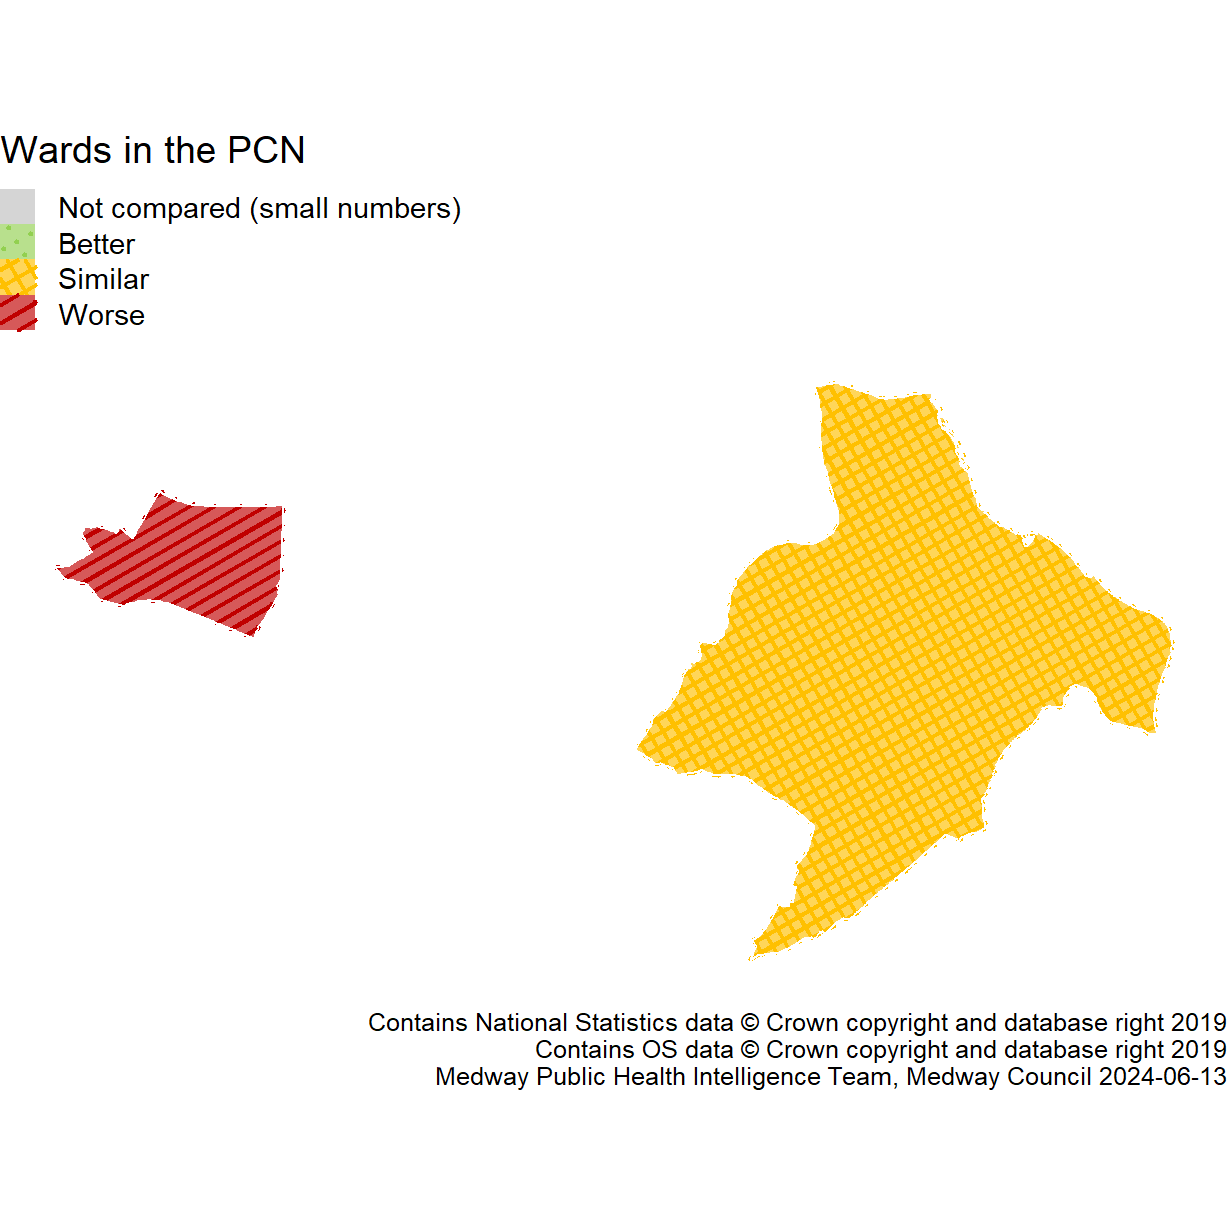 Wards in the PCN
Not compared (small numbers)
Better
Similar
Worse
Contains National Statistics data © Crown copyright and database right 2019
Contains OS data © Crown copyright and database right 2019
Medway Public Health Intelligence Team, Medway Council 2024-06-13